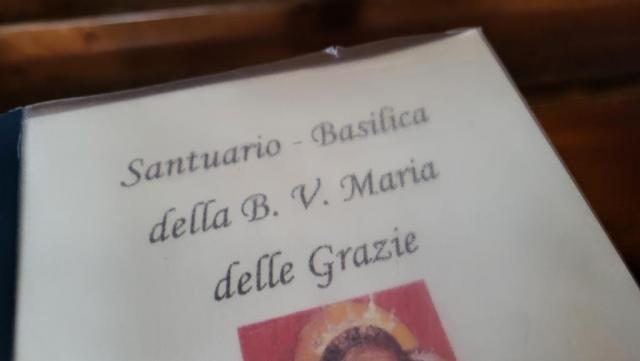 Santuario - Basilica
della B. V. Maria
delle Grazie